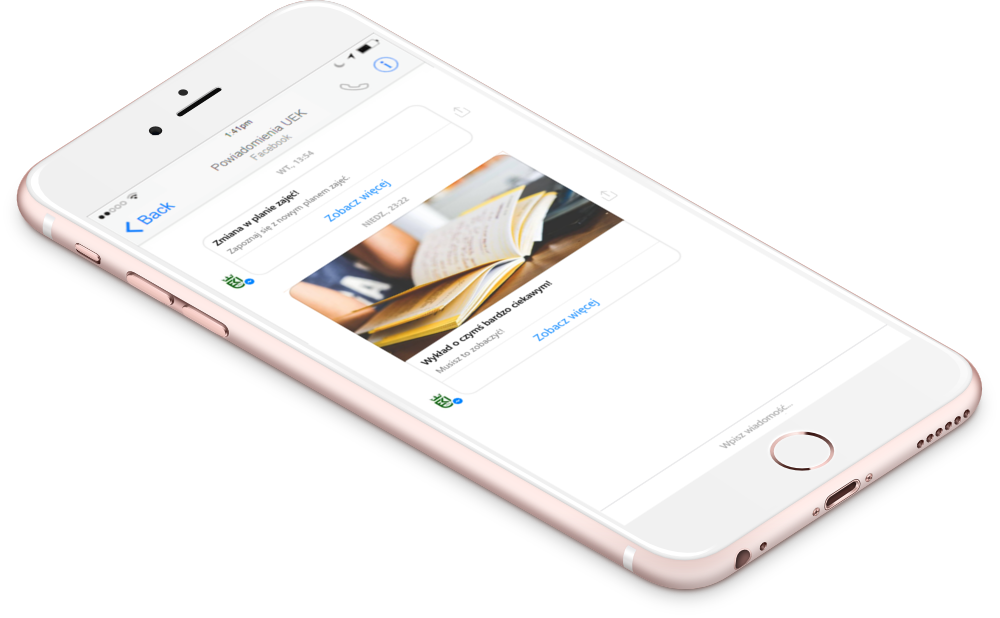 1:41pm
Back
Powiadomienia UEK
Facebook
WT., 13:54
Zmiana w planie zajęć!
Zapoznaj się z nowym planem zajęć.
Zobacz więcej
NIEDZ., 23:22
Wykład o czymś bardzo ciekawym!
Musisz to zobaczyć!
Zobacz więcej
Wpisz wiadomość...